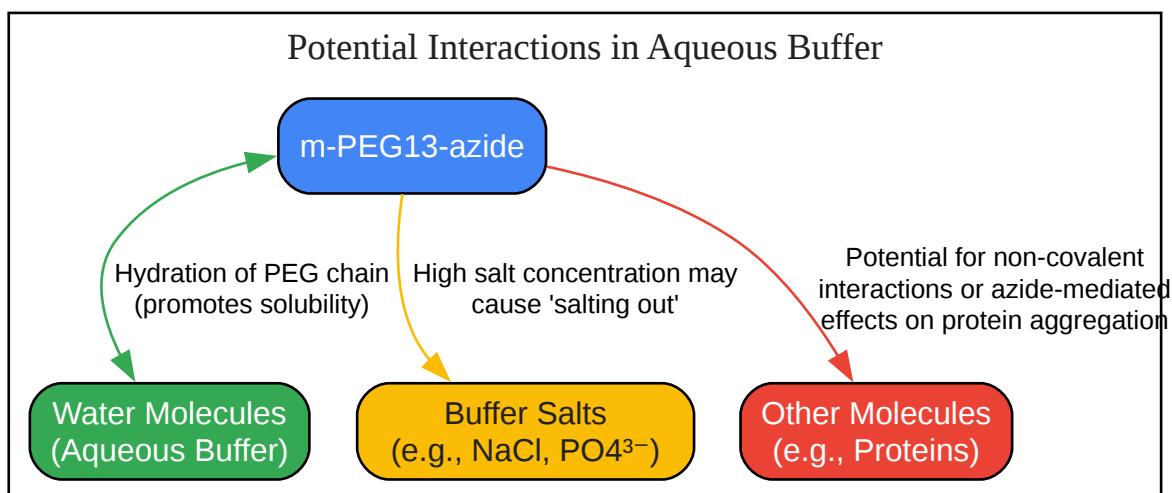 Potential Interactions in Aqueous Buffer
m-PEG13-azide
Hydration of PEG chain
(promotes solubility)
High salt concentration may
cause 'salting out'
Potential for non-covalent
interactions or azide-mediated
effects on protein aggregation
Water Molecules
(Aqueous Buffer)
Buffer Salts
(e.g., NaCl, PO4³⁻)
Other Molecules
(e.g., Proteins)